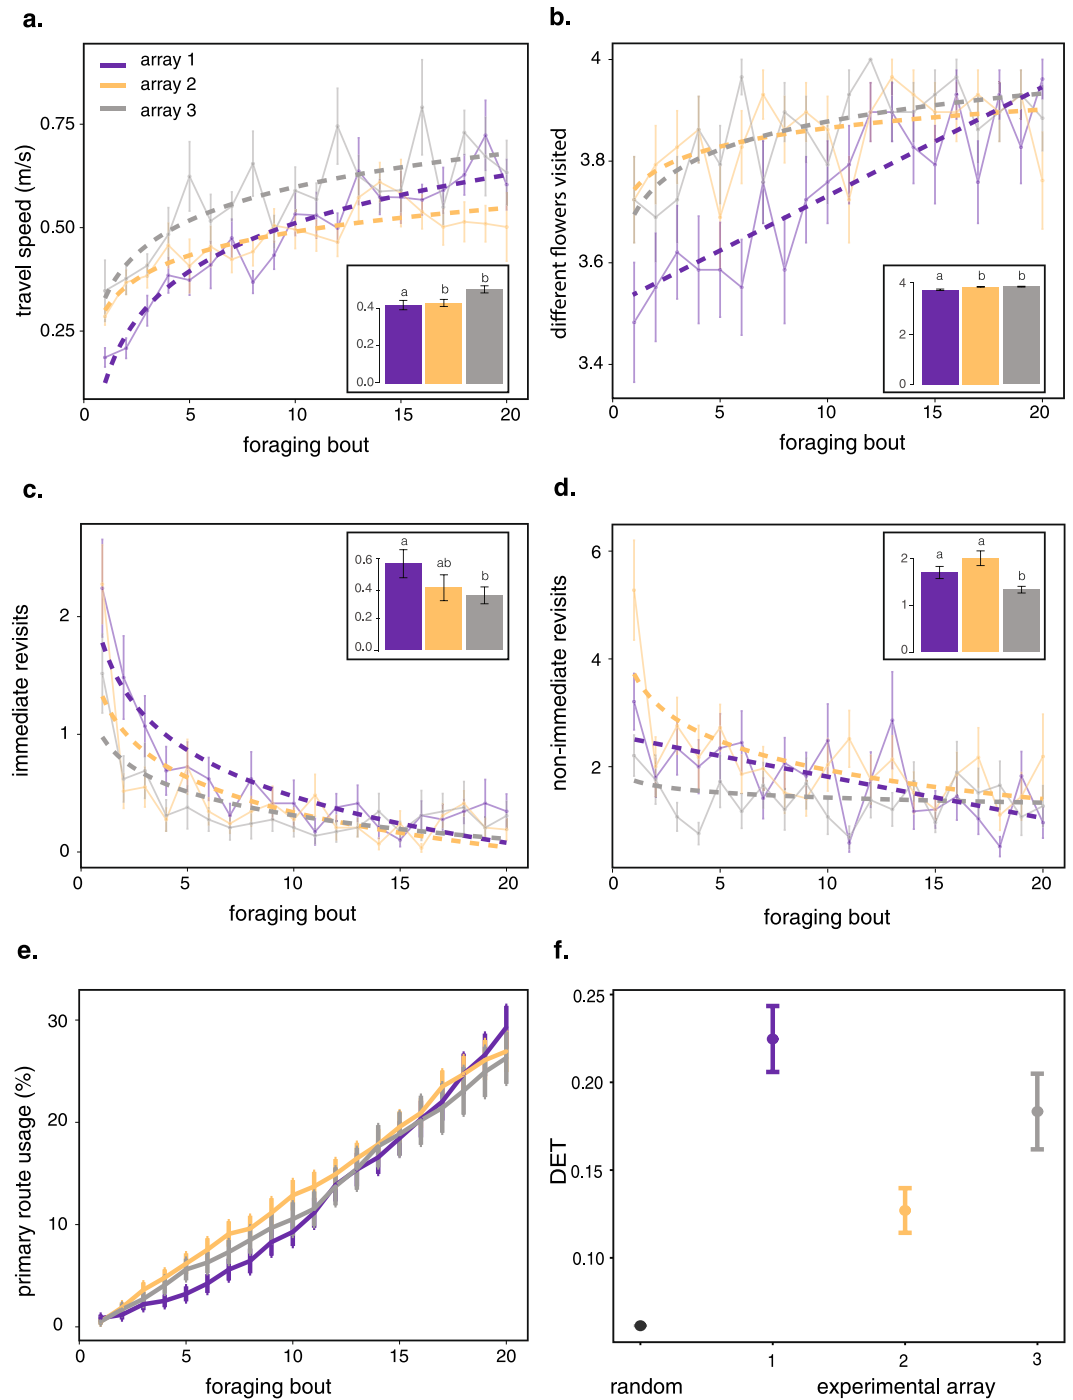 a.
array 1
array 2
array 3
travel speed (m/s)
0.75
0.50
0.25
0 5 10 15 20
foraging bout
0.4
0.2
0.0
a b b
b.
different flowers visited
4
3.8
3.6
3.4
0 5 10 15 20
foraging bout
4
2
0
a b b
c.
immediate revisits
2
1
0
0 5 10 15 20
foraging bout
0.6
0.4
0.2
0.0
a ab b
d.
non-immediate revisits
6
4
2
0 5 10 15 20
foraging bout
2
1
0
a a b
e.
primary route usage (%)
30
20
10
0
0 5 10 15 20
foraging bout
f.
DET
0.25
0.20
0.15
0.10
1 2 3
random experimental array